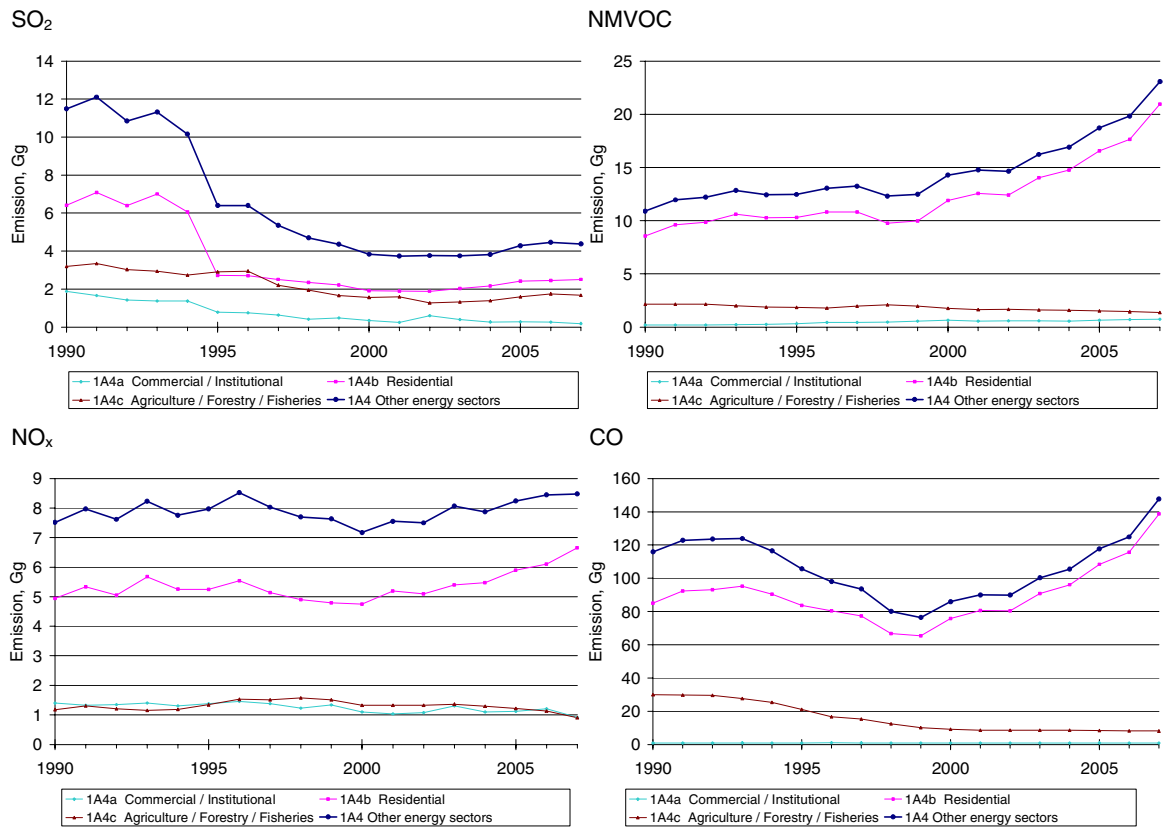 SO₂
Emission, Gg
14
12
10
8
6
4
2
0
1990
1995
2000
2005
1A4a Commercial / Institutional
1A4b Residential
1A4c Agriculture / Forestry / Fisheries
1A4 Other energy sectors
NMVOC
Emission, Gg
25
20
15
10
5
0
1990
1995
2000
2005
1A4a Commercial / Institutional
1A4b Residential
1A4c Agriculture / Forestry / Fisheries
1A4 Other energy sectors
NOₓ
Emission, Gg
9
8
7
6
5
4
3
2
1
0
1990
1995
2000
2005
1A4a Commercial / Institutional
1A4b Residential
1A4c Agriculture / Forestry / Fisheries
1A4 Other energy sectors
CO
Emission, Gg
160
140
120
100
80
60
40
20
0
1990
1995
2000
2005
1A4a Commercial / Institutional
1A4b Residential
1A4c Agriculture / Forestry / Fisheries
1A4 Other energy sectors